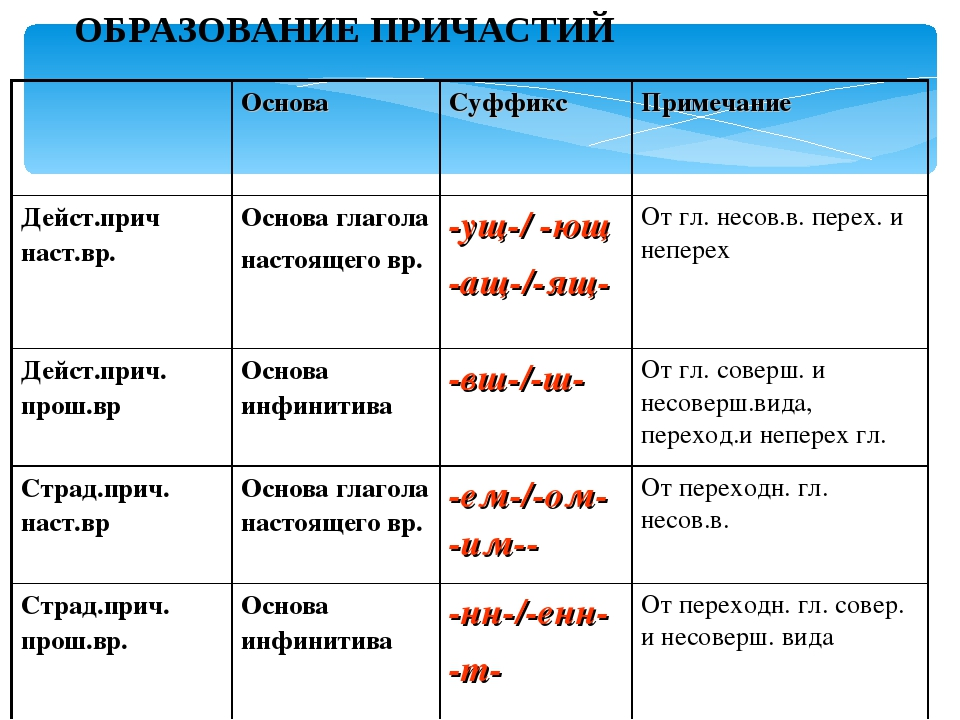 ОБРАЗОВАНИЕ ПРИЧАСТИЙ
Основа
Суффикс
Примечание
Дейст.прич
наст.вр.
Основа глагола
настоящего вр.
-ущ-/ -ющ
-ащ-/-ящ-
От гл. несов.в. перех. и
неперех
Дейст.прич.
прош.вр
Основа
инфинитива
-вш-/-ш-
От гл. соверш. и
несоверш.вида,
переход.и неперех гл.
Страд.прич.
наст.вр
Основа глагола
настоящего вр.
-ем-/-ом-
-им--
От переходн. гл.
несов.в.
Страд.прич.
прош.вр.
Основа
инфинитива
-нн-/-енн-
-т-
От переходн. гл. совер.
и несоверш. вида